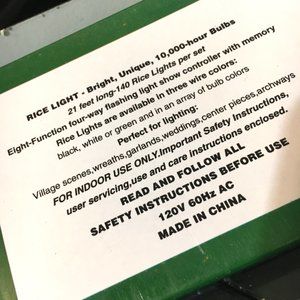 RICE LIGHT - Bright, Unique, 10,000-hour Bulbs
21 feet long-140 Rice Lights per set
Eight-Function four-way flashing light show controller with memory
Rice Lights are available in three wire colors:
black, white or green and in an array of bulb colors
Perfect for lighting:
Village scenes,wreaths,garlands,weddings,center pieces,archways
FOR INDOOR USE ONLY.Important Safety Instructions,
user servicing,use and care instructions enclosed.
READ AND FOLLOW ALL
SAFETY INSTRUCTIONS BEFORE USE
120V 60Hz AC
MADE IN CHINA